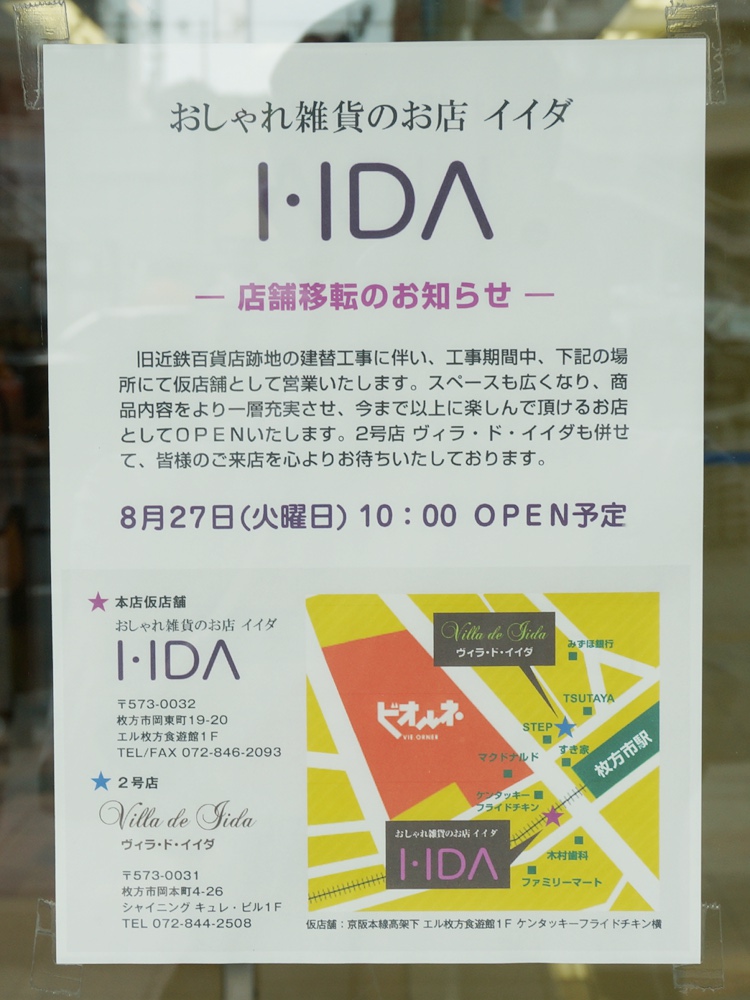 おしゃれ雑貨のお店 イイダ
I・IDA
― 店舗移転のお知らせ ―
旧近鉄百貨店跡地の建替工事に伴い、工事期間中、下記の場
所にて仮店舗として営業いたします。スペースも広くなり、商
品内容をより一層充実させ、今まで以上に楽しんで頂けるお店
としてＯＰＥＮいたします。2号店 ヴィラ・ド・イイダも併せ
て、皆様のご来店を心よりお待ちいたしております。
8月27日(火曜日) 10：00 ＯＰＥＮ予定
★ 本店仮店舗
おしゃれ雑貨のお店 イイダ
I・IDA
〒573-0032
枚方市岡東町19-20
エル枚方食遊館1F
TEL/FAX 072-846-2093
★ 2号店
Villa de Iida
ヴィラ・ド・イイダ
〒573-0031
枚方市岡本町4-26
シャイニング キュレ・ビル1F
TEL 072-844-2508
Villa de Iida
ヴィラ・ド・イイダ
みずほ銀行
ビオルネ
VIE ORNER
TSUTAYA
STEP
すき家
枚方市駅
マクドナルド
ケンタッキー
フライドチキン
おしゃれ雑貨のお店 イイダ
I・IDA
木村歯科
ファミリーマート
仮店舗：京阪本線高架下 エル枚方食遊館1F ケンタッキーフライドチキン横